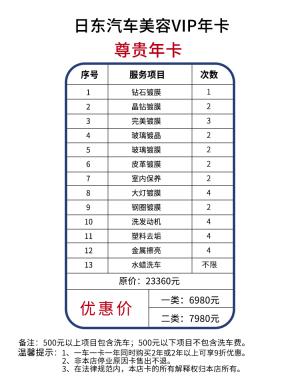 日东汽车美容VIP年卡
尊贵年卡
序号 服务项目 次数
1 钻石镀膜 1
2 晶钻镀膜 2
3 完美镀膜 3
4 玻璃镀晶 2
5 玻璃镀膜 2
6 皮革镀膜 2
7 室内保养 2
8 大灯镀膜 4
9 钢圈镀膜 2
10 洗发动机 4
11 塑料去垢 4
12 金属擦亮 4
13 水蜡洗车 不限
原价：23360元
优惠价
一类：6980元
二类：7980元
备注：500元以上项目包含洗车；500元以下项目不包含洗车费。
温馨提示：1、一车一卡一年同时购买2年或2年以上可享9折优惠。
2、非本店停业原因卡售出不退。
3、在法律规范内，本店卡的所有解释权归本店所有。